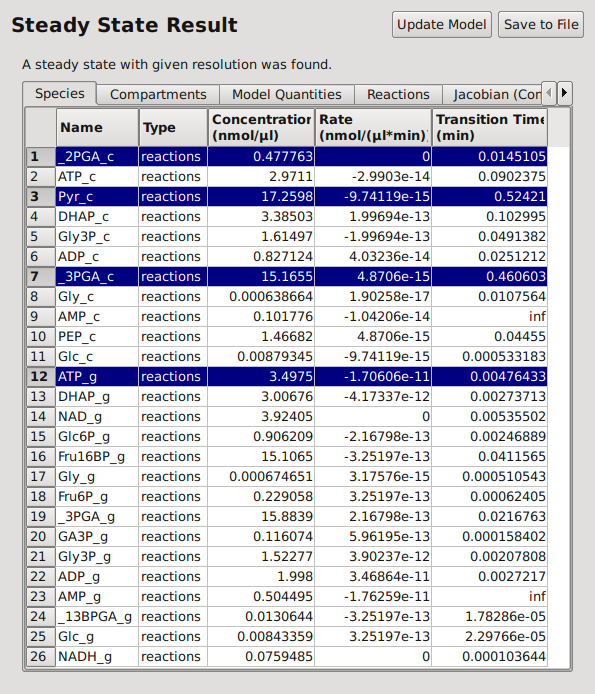 Steady State Result
Update Model
Save to File
A steady state with given resolution was found.
Species Compartments Model Quantities Reactions Jacobian (Con
Name Type Concentration Rate Transition Time
(nmol/µl) (nmol/(µl*min) (min)
1 _2PGA_c reactions 0.477763 0 0.0145105
2 ATP_c reactions 2.9711 -2.9903e-14 0.0902375
3 Pyr_c reactions 17.2598 -9.74119e-15 0.52421
4 DHAP_c reactions 3.38503 1.99694e-13 0.102995
5 Gly3P_c reactions 1.61497 -1.99694e-13 0.0491382
6 ADP_c reactions 0.827124 4.03236e-14 0.0251212
7 _3PGA_c reactions 15.1655 4.8706e-15 0.460603
8 Gly_c reactions 0.000638664 1.90258e-17 0.0107564
9 AMP_c reactions 0.101776 -1.04206e-14 inf
10 PEP_c reactions 1.46682 4.8706e-15 0.04455
11 Glc_c reactions 0.00879345 -9.74119e-15 0.000533183
12 ATP_g reactions 3.4975 -1.70606e-11 0.00476433
13 DHAP_g reactions 3.00676 -4.17337e-12 0.00273713
14 NAD_g reactions 3.92405 0 0.00535502
15 Glc6P_g reactions 0.906209 -2.16798e-13 0.00246889
16 Fru16BP_g reactions 15.1065 -3.25197e-13 0.0411565
17 Gly_g reactions 0.000674651 3.17576e-15 0.000510543
18 Fru6P_g reactions 0.229058 3.25197e-13 0.00062405
19 _3PGA_g reactions 15.8839 2.16798e-13 0.0216763
20 GA3P_g reactions 0.116074 5.96195e-13 0.000158402
21 Gly3P_g reactions 1.52277 3.90237e-12 0.00207808
22 ADP_g reactions 1.998 3.46864e-11 0.0027217
23 AMP_g reactions 0.504495 -1.76259e-11 inf
24 _13BPGA_g reactions 0.0130644 -3.25197e-13 1.78286e-05
25 Glc_g reactions 0.00843359 3.25197e-13 2.29766e-05
26 NADH_g reactions 0.0759485 0 0.000103644